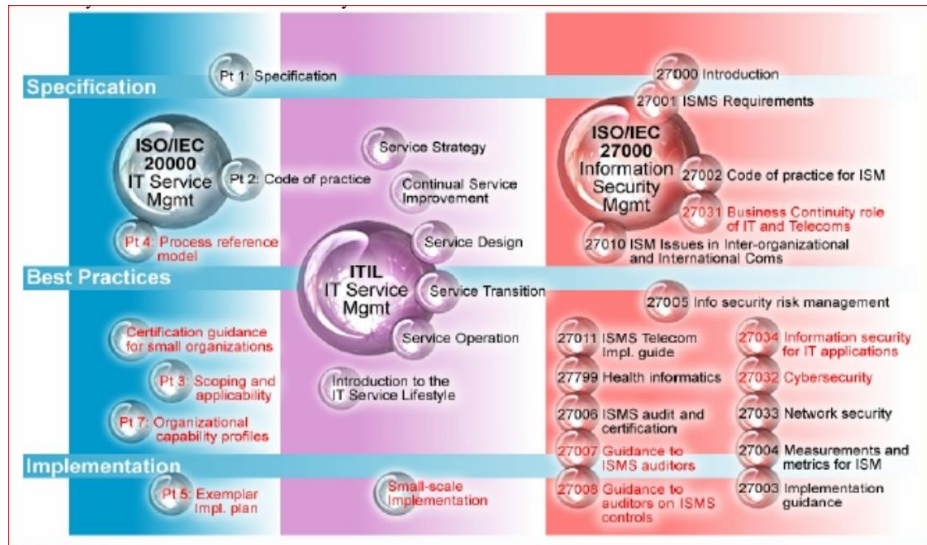 Specification
Pt 1: Specification
ISO/IEC
20000
IT Service
Mgmt
Pt 2: Code of practice
Pt 4: Process reference
model
Best Practices
Certification guidance
for small organizations
Pt 3: Scoping and
applicability
Pt 7: Organizational
capability profiles
Implementation
Pt 5: Exemplar
Impl. plan
Service Strategy
Continual Service
Improvement
Service Design
ITIL
IT Service
Mgmt
Service Transition
Service Operation
Introduction to the
IT Service Lifestyle
Small-scale
Implementation
27000 Introduction
27001 ISMS Requirements
ISO/IEC
27000
Information
Security
Mgmt
27002 Code of practice for ISM
27031 Business Continuity role
of IT and Telecoms
27010 ISM Issues in Inter-organizational
and International Coms
27005 Info security risk management
27011 ISMS Telecom
Impl. guide
27799 Health informatics
27006 ISMS audit and
certification
27007 Guidance to
ISMS auditors
27008 Guidance to
auditors on ISMS
controls
27034 Information security
for IT applications
27032 Cybersecurity
27033 Network security
27004 Measurements and
metrics for ISM
27003 Implementation
guidance